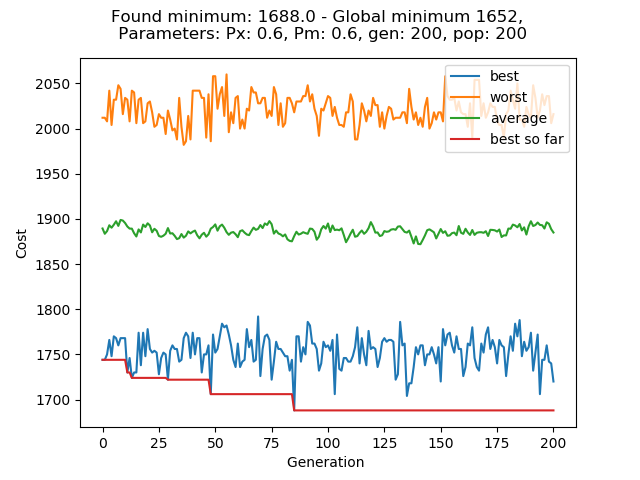 Found minimum: 1688.0 - Global minimum 1652,
Parameters: Px: 0.6, Pm: 0.6, gen: 200, pop: 200
2050
2000
1950
1900
1850
1800
1750
1700
Cost
best
worst
average
best so far
0 25 50 75 100 125 150 175 200
Generation